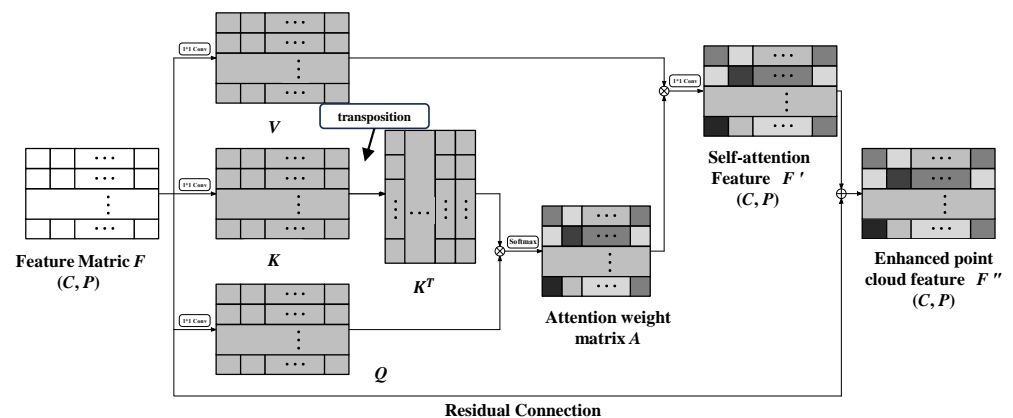 1*1 Conv
V
transposition
1*1 Conv
K
K^T
1*1 Conv
Q
Feature Matric F
(C, P)
Softmax
Attention weight
matrix A
1*1 Conv
Self-attention
Feature F ′
(C, P)
Enhanced point
cloud feature F ″
(C, P)
Residual Connection